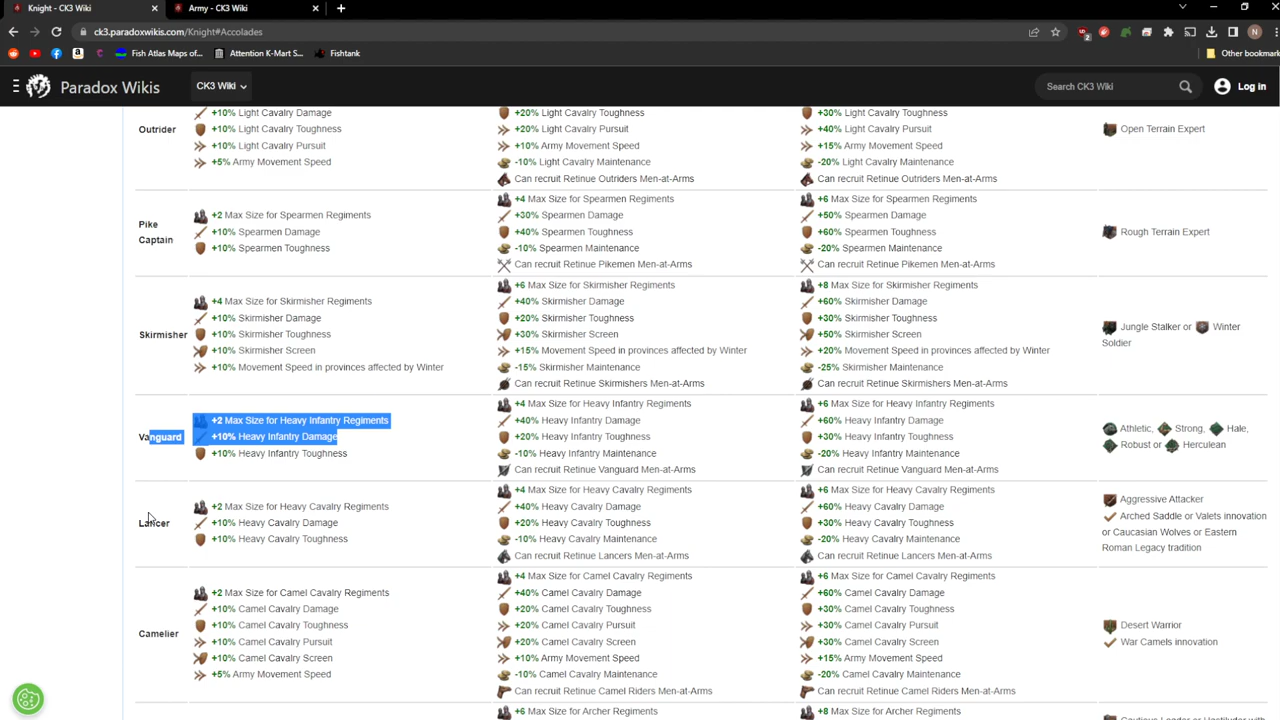 Knight - CK3 Wiki
Army - CK3 Wiki
ck3.paradoxwikis.com/Knight#Accolades
Fish Atlas Maps of...
Attention K-Mart S...
Fishtank
Other bookmark
Paradox Wikis
CK3 Wiki
Search CK3 Wiki
Log in
Outrider
+10% Light Cavalry Damage
+10% Light Cavalry Toughness
+10% Light Cavalry Pursuit
+5% Army Movement Speed
+20% Light Cavalry Toughness
+20% Light Cavalry Pursuit
+10% Army Movement Speed
-10% Light Cavalry Maintenance
Can recruit Retinue Outriders Men-at-Arms
+30% Light Cavalry Toughness
+40% Light Cavalry Pursuit
+15% Army Movement Speed
-20% Light Cavalry Maintenance
Can recruit Retinue Outriders Men-at-Arms
Open Terrain Expert
Pike
Captain
+2 Max Size for Spearmen Regiments
+10% Spearmen Damage
+10% Spearmen Toughness
+4 Max Size for Spearmen Regiments
+30% Spearmen Damage
+40% Spearmen Toughness
-10% Spearmen Maintenance
Can recruit Retinue Pikemen Men-at-Arms
+6 Max Size for Spearmen Regiments
+50% Spearmen Damage
+60% Spearmen Toughness
-20% Spearmen Maintenance
Can recruit Retinue Pikemen Men-at-Arms
Rough Terrain Expert
Skirmisher
+4 Max Size for Skirmisher Regiments
+10% Skirmisher Damage
+10% Skirmisher Toughness
+10% Skirmisher Screen
+10% Movement Speed in provinces affected by Winter
+6 Max Size for Skirmisher Regiments
+40% Skirmisher Damage
+20% Skirmisher Toughness
+30% Skirmisher Screen
+15% Movement Speed in provinces affected by Winter
-15% Skirmisher Maintenance
Can recruit Retinue Skirmishers Men-at-Arms
+8 Max Size for Skirmisher Regiments
+60% Skirmisher Damage
+30% Skirmisher Toughness
+50% Skirmisher Screen
+20% Movement Speed in provinces affected by Winter
-25% Skirmisher Maintenance
Can recruit Retinue Skirmishers Men-at-Arms
Jungle Stalker or Winter
Soldier
Vanguard
+2 Max Size for Heavy Infantry Regiments
+10% Heavy Infantry Damage
+10% Heavy Infantry Toughness
+4 Max Size for Heavy Infantry Regiments
+40% Heavy Infantry Damage
+20% Heavy Infantry Toughness
-10% Heavy Infantry Maintenance
Can recruit Retinue Vanguard Men-at-Arms
+6 Max Size for Heavy Infantry Regiments
+60% Heavy Infantry Damage
+30% Heavy Infantry Toughness
-20% Heavy Infantry Maintenance
Can recruit Retinue Vanguard Men-at-Arms
Athletic, Strong, Hale,
Robust or Herculean
Lancer
+2 Max Size for Heavy Cavalry Regiments
+10% Heavy Cavalry Damage
+10% Heavy Cavalry Toughness
+4 Max Size for Heavy Cavalry Regiments
+40% Heavy Cavalry Damage
+20% Heavy Cavalry Toughness
-10% Heavy Cavalry Maintenance
Can recruit Retinue Lancers Men-at-Arms
+6 Max Size for Heavy Cavalry Regiments
+60% Heavy Cavalry Damage
+30% Heavy Cavalry Toughness
-20% Heavy Cavalry Maintenance
Can recruit Retinue Lancers Men-at-Arms
Aggressive Attacker
Arched Saddle or Valets innovation
or Caucasian Wolves or Eastern
Roman Legacy tradition
Camelier
+2 Max Size for Camel Cavalry Regiments
+10% Camel Cavalry Damage
+10% Camel Cavalry Toughness
+10% Camel Cavalry Pursuit
+10% Camel Cavalry Screen
+5% Army Movement Speed
+4 Max Size for Camel Cavalry Regiments
+40% Camel Cavalry Damage
+20% Camel Cavalry Toughness
+20% Camel Cavalry Pursuit
+20% Camel Cavalry Screen
+10% Army Movement Speed
-10% Camel Cavalry Maintenance
Can recruit Retinue Camel Riders Men-at-Arms
+6 Max Size for Camel Cavalry Regiments
+60% Camel Cavalry Damage
+30% Camel Cavalry Toughness
+30% Camel Cavalry Pursuit
+30% Camel Cavalry Screen
+15% Army Movement Speed
-20% Camel Cavalry Maintenance
Can recruit Retinue Camel Riders Men-at-Arms
Desert Warrior
War Camels innovation
+6 Max Size for Archer Regiments
+8 Max Size for Archer Regiments